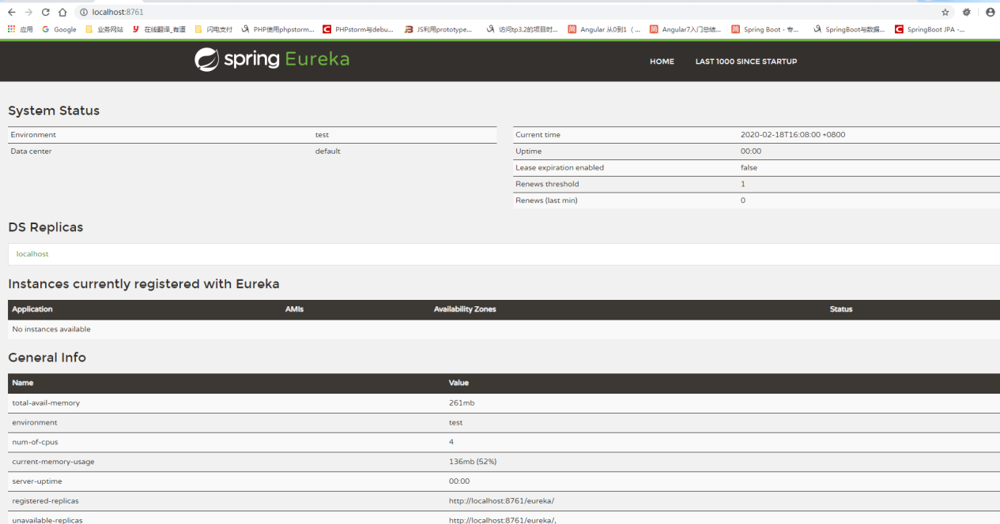 localhost:8761
应用 Google 业务网站 在线翻译_有道 闪电支付 PHP使用phpstorm... PHPstorm与debu... JS利用prototype... 访问tp3.2的项目时... Angular 从0到1（ ... Angular7入门总结... Spring Boot - 专... SpringBoot与数据... SpringBoot JPA -...
spring Eureka HOME LAST 1000 SINCE STARTUP
System Status
Environment test Current time 2020-02-18T16:08:00 +0800
Data center default Uptime 00:00
Lease expiration enabled false
Renews threshold 1
Renews (last min) 0
DS Replicas
localhost
Instances currently registered with Eureka
Application AMIs Availability Zones Status
No instances available
General Info
Name Value
total-avail-memory 261mb
environment test
num-of-cpus 4
current-memory-usage 136mb (52%)
server-uptime 00:00
registered-replicas http://localhost:8761/eureka/
unavailable-replicas http://localhost:8761/eureka/,